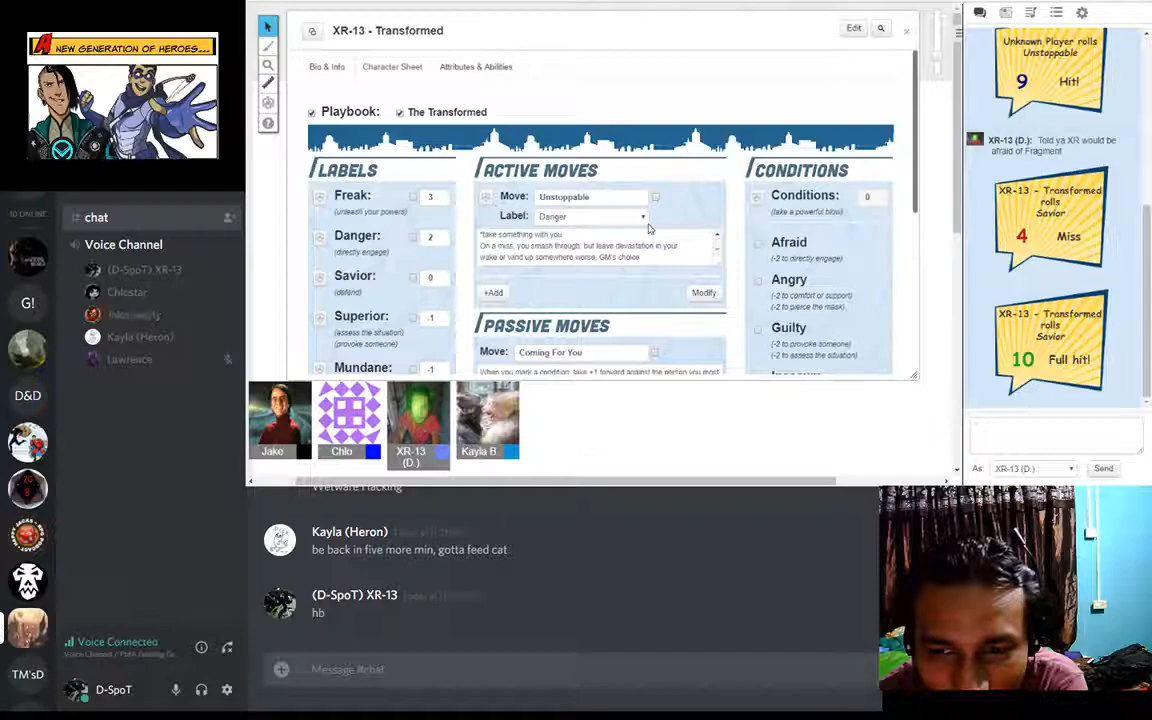 A NEW GENERATION OF HEROES...
10 ONLINE
G!
D&D
TM'sD
# chat
Voice Channel
(D-SpoT) XR-13
Chlostar
Kayla (Heron)
Lawrence
Voice Connected
D-SpoT
XR-13 - Transformed
Edit
Bio & Info
Character Sheet
Attributes & Abilities
Playbook:
The Transformed
LABELS
Freak:
3
(unleash your powers)
Danger:
2
(directly engage)
Savior:
0
(defend)
Superior:
-1
(assess the situation)
(provoke someone)
Mundane:
-1
ACTIVE MOVES
Move:
Unstoppable
Label:
Danger
*take something with you
On a miss, you smash through, but leave devastation in your
wake or wind up somewhere worse, GM's choice
+Add
Modify
PASSIVE MOVES
Move:
Coming For You
When you mark a condition, take +1 forward against the person you most
CONDITIONS
Conditions:
0
(take a powerful blow)
Afraid
(-2 to directly engage)
Angry
(-2 to comfort or support)
(-2 to pierce the mask)
Guilty
(-2 to provoke someone)
(-2 to assess the situation)
Jake
Chlo
XR-13
(D.)
Kayla B.
Wetware Hacking
Kayla (Heron)
be back in five more min, gotta feed cat
(D-SpoT) XR-13
hb
Message #chat
Unknown Player rolls
Unstoppable
9
Hit!
XR-13 (D.): Told ya XR would be
afraid of Fragment
XR-13 - Transformed
rolls
Savior
4
Miss
XR-13 - Transformed
rolls
Savior
10
Full hit!
As:
XR-13 (D.)
Send